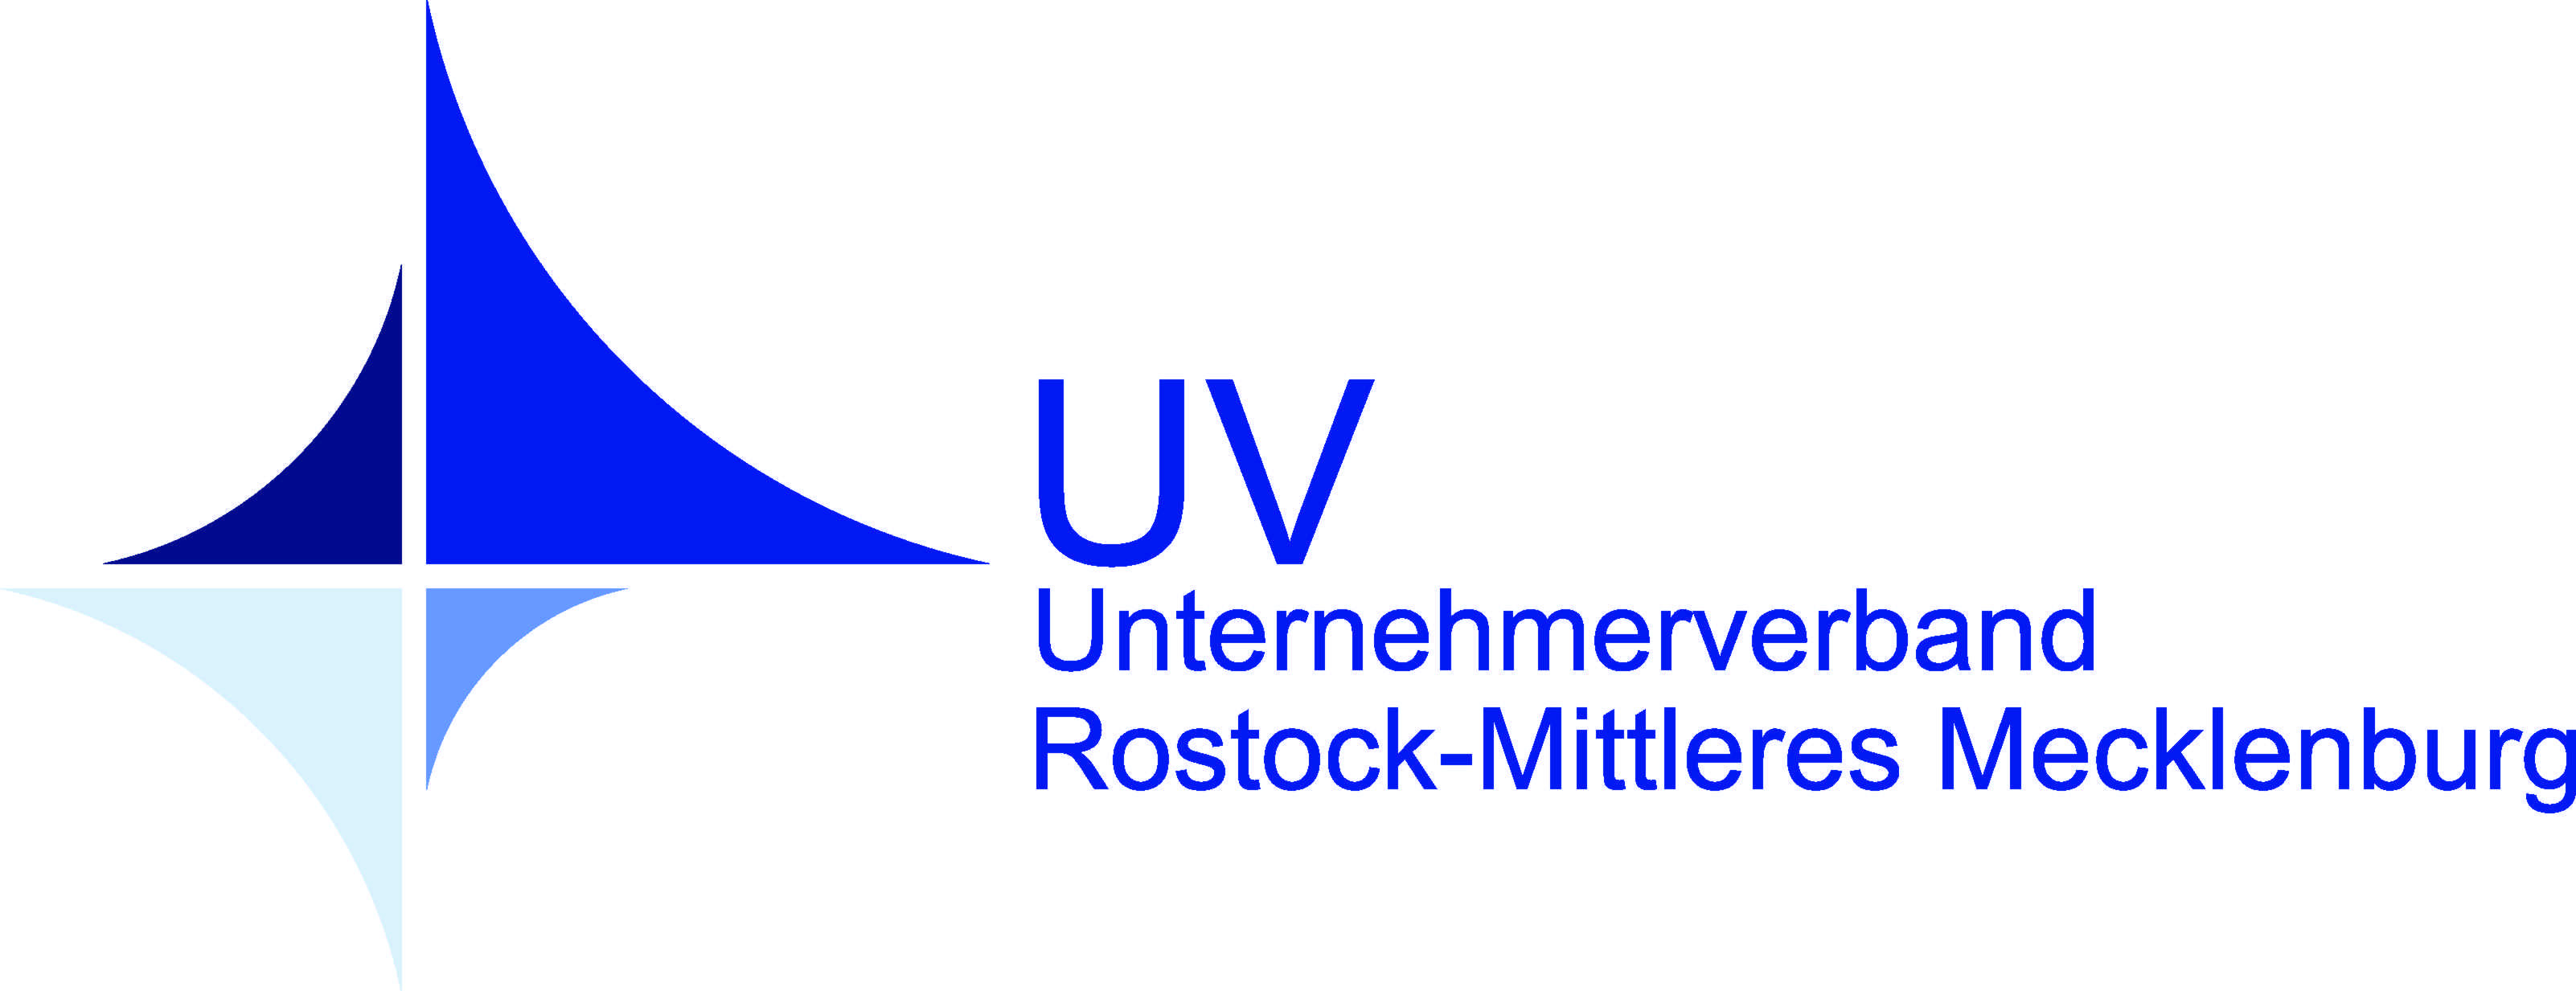 UV
Unternehmerverband
Rostock-Mittleres Mecklenburg